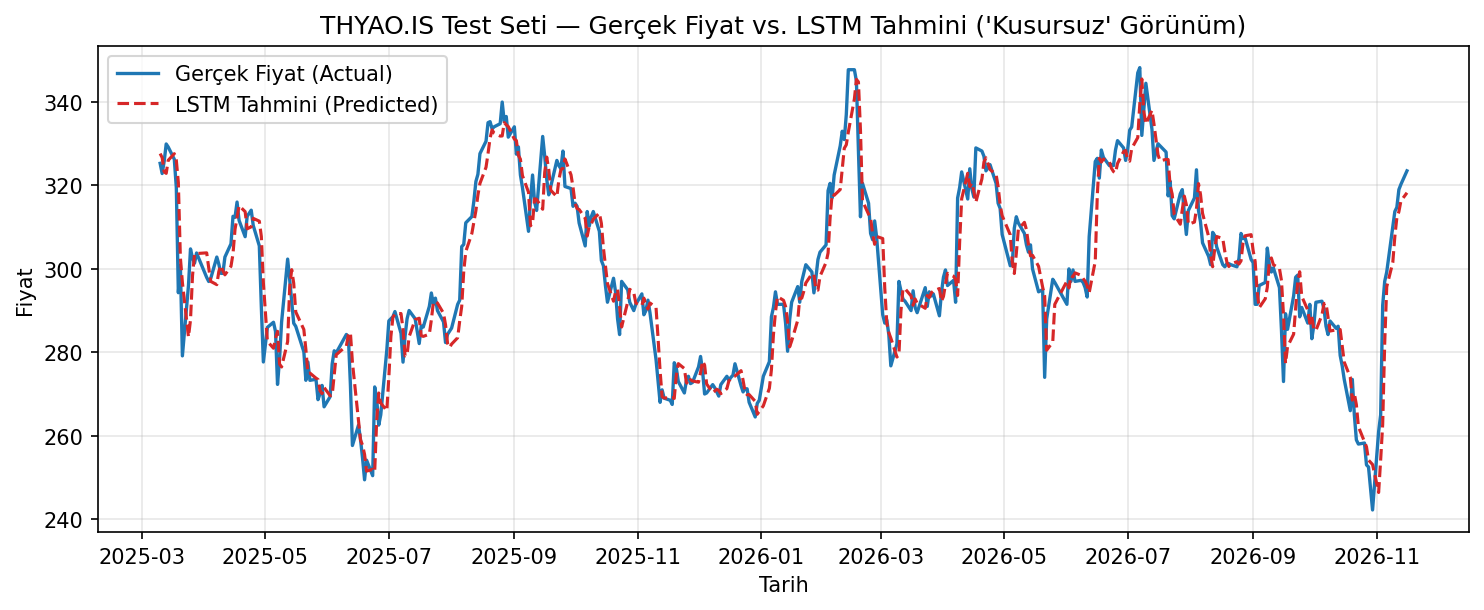 THYAO.IS Test Seti — Gerçek Fiyat vs. LSTM Tahmini ('Kusursuz' Görünüm)
Gerçek Fiyat (Actual)
LSTM Tahmini (Predicted)
Fiyat
340
320
300
280
260
240
2025-03 2025-05 2025-07 2025-09 2025-11 2026-01 2026-03 2026-05 2026-07 2026-09 2026-11
Tarih